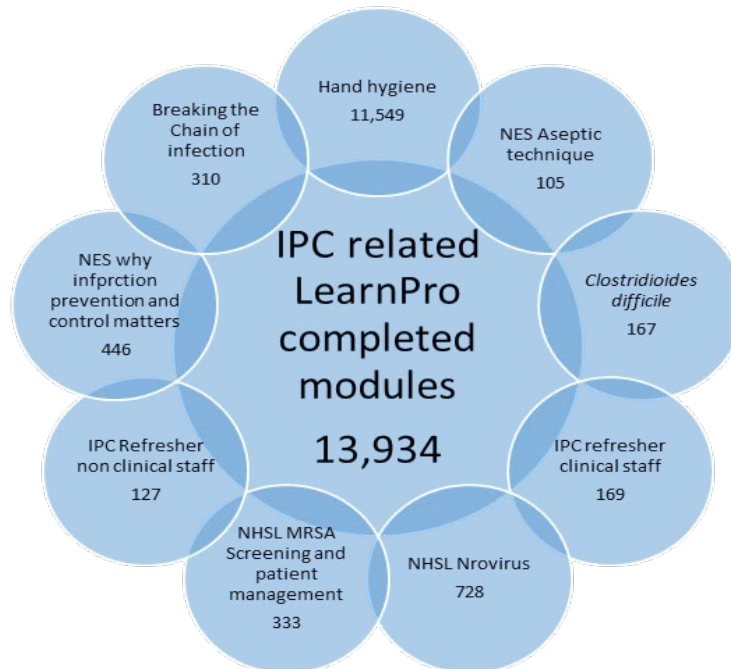 Hand hygiene
11,549
NES Aseptic
technique
105
Clostridioides
difficile
167
IPC refresher
clinical staff
169
NHSL Nrovirus
728
NHSL MRSA
Screening and
patient
management
333
IPC Refresher
non clinical staff
127
NES why
infprction
prevention and
control matters
446
Breaking the
Chain of
infection
310
IPC related
LearnPro
completed
modules
13,934